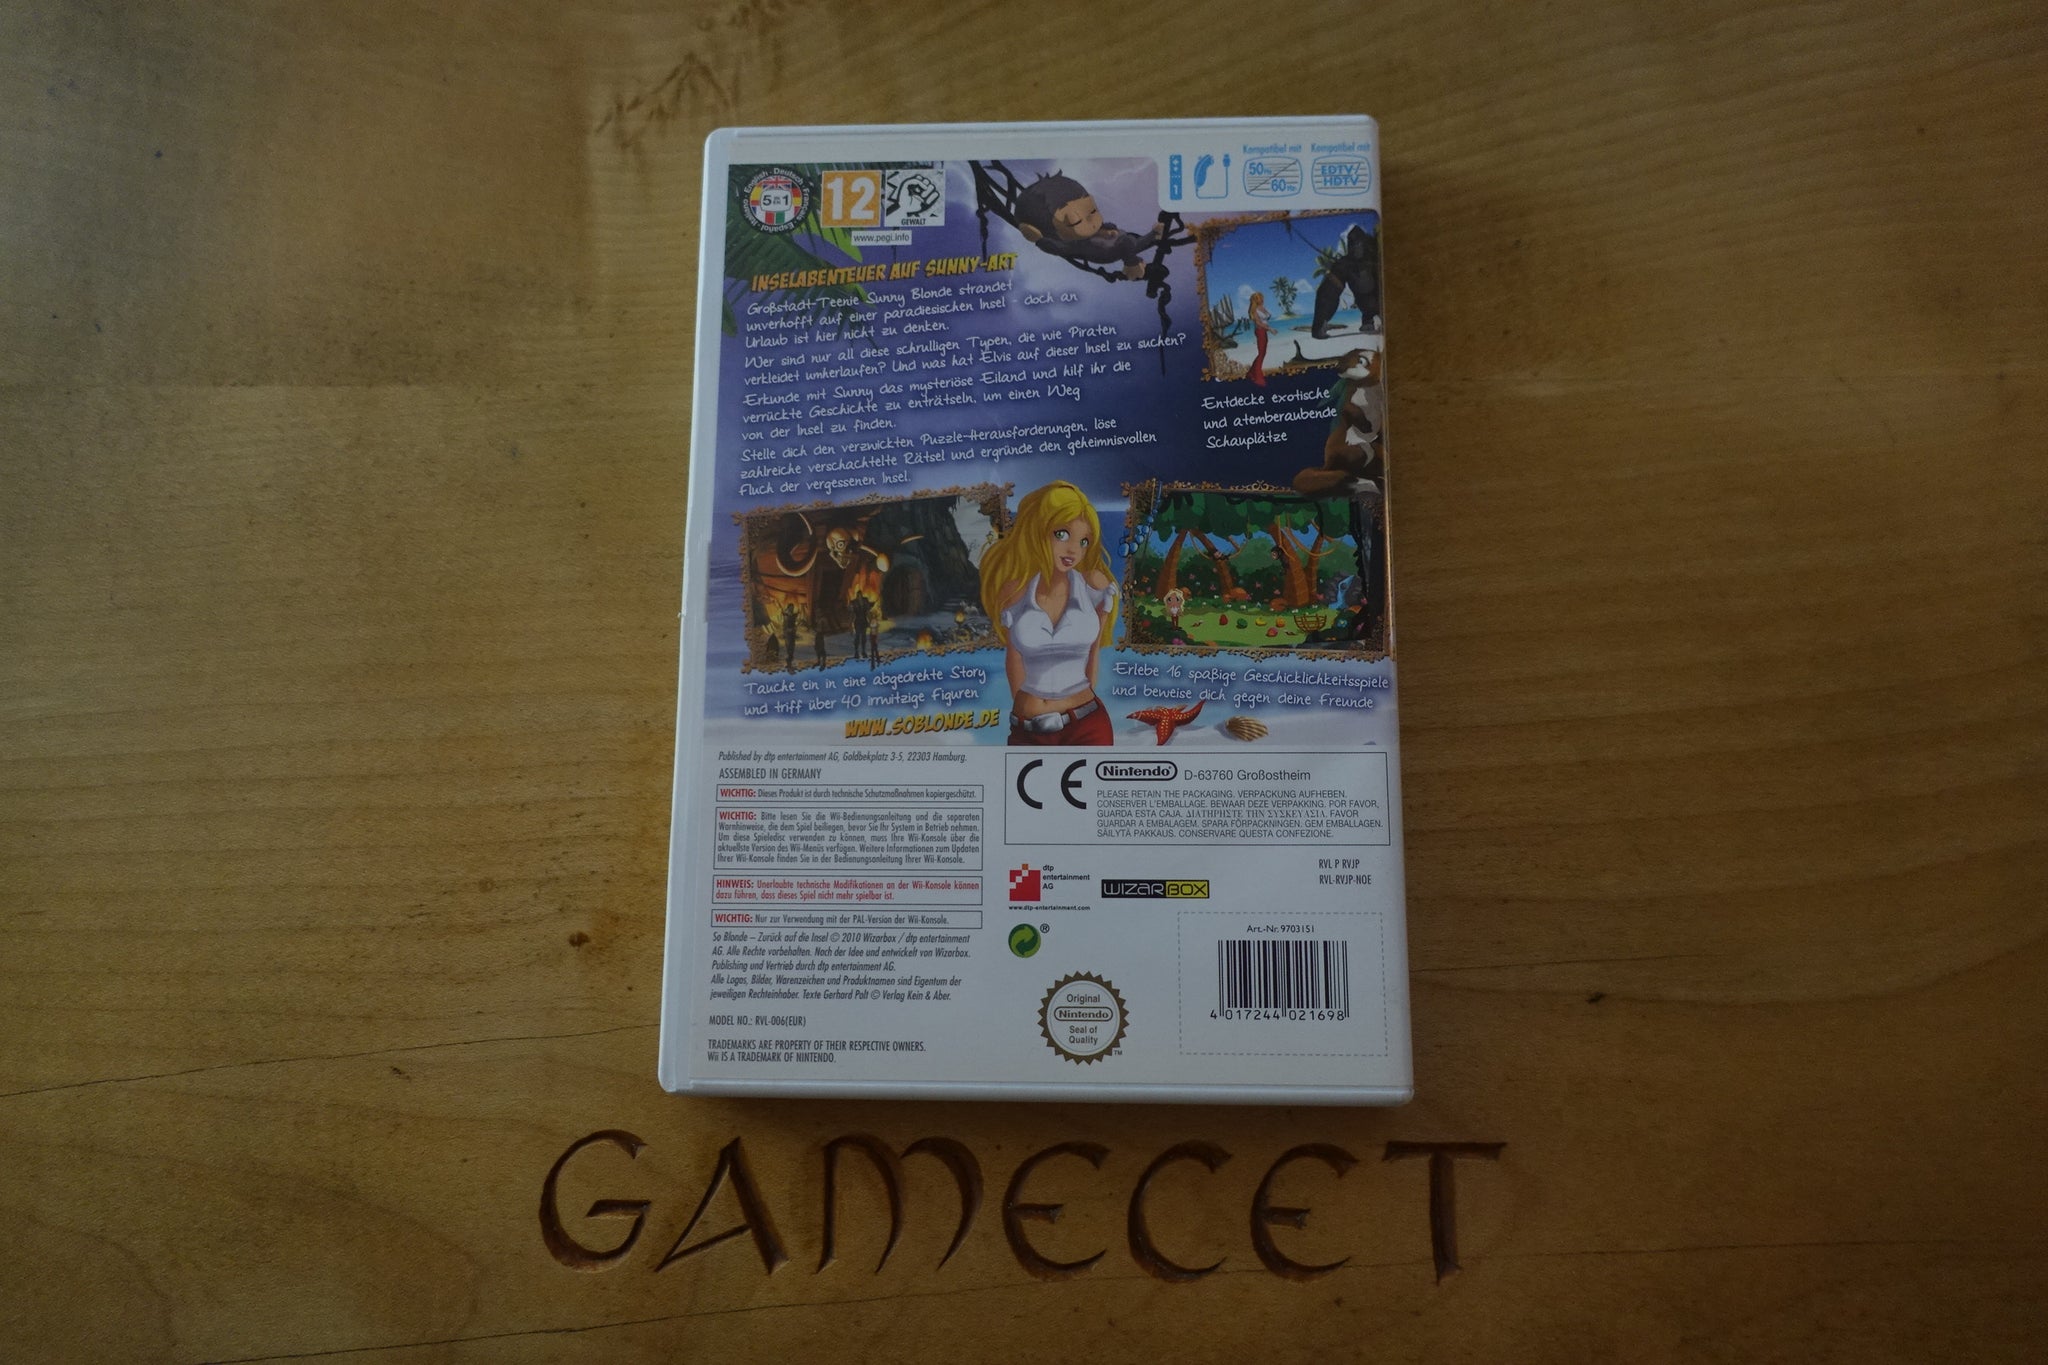 English · Deutsch · Français · Español · Italiano
5 IN 1
12
GEWALT
www.pegi.info
Kompatibel mit
50Hz
60Hz
Kompatibel mit
EDTV/
HDTV
INSELABENTEUER AUF SUNNY-ART
Großstadt-Teenie Sunny Blonde strandet
unverhofft auf einer paradiesischen Insel - doch an
Urlaub ist hier nicht zu denken.
Wer sind nur all diese schrulligen Typen, die wie Piraten
verkleidet umherlaufen? Und was hat Elvis auf dieser Insel zu suchen?
Erkunde mit Sunny das mysteriöse Eiland und hilf ihr die
verrückte Geschichte zu enträtseln, um einen Weg
von der Insel zu finden.
Stelle dich den verzwickten Puzzle-Herausforderungen, löse
zahlreiche verschachtelte Rätsel und ergründe den geheimnisvollen
Fluch der vergessenen Insel.
Entdecke exotische
und atemberaubende
Schauplätze
Tauche ein in eine abgedrehte Story
und triff über 40 irrwitzige Figuren
Erlebe 16 spaßige Geschicklichkeitsspiele
und beweise dich gegen deine Freunde
WWW.SOBLONDE.DE
Published by dtp entertainment AG, Goldbekplatz 3-5, 22303 Hamburg.
ASSEMBLED IN GERMANY
WICHTIG: Dieses Produkt ist durch technische Schutzmaßnahmen kopiergeschützt.
WICHTIG: Bitte lesen Sie die Wii-Bedienungsanleitung und die separaten
Warnhinweise, die dem Spiel beiliegen, bevor Sie Ihr System in Betrieb nehmen.
Um diese Spieledisc verwenden zu können, muss Ihre Wii-Konsole über die
aktuellste Version des Wii-Menüs verfügen. Weitere Informationen zum Updaten
Ihrer Wii-Konsole finden Sie in der Bedienungsanleitung Ihrer Wii-Konsole.
HINWEIS: Unerlaubte technische Modifikationen an der Wii-Konsole können
dazu führen, dass dieses Spiel nicht mehr spielbar ist.
WICHTIG: Nur zur Verwendung mit der PAL-Version der Wii-Konsole.
So Blonde – Zurück auf die Insel © 2010 Wizarbox / dtp entertainment
AG. Alle Rechte vorbehalten. Nach der Idee und entwickelt von Wizarbox.
Publishing und Vertrieb durch dtp entertainment AG.
Alle Logos, Bilder, Warenzeichen und Produktnamen sind Eigentum der
jeweiligen Rechteinhaber. Texte Gerhard Polt © Verlag Kein & Aber.
MODEL NO.: RVL-006(EUR)
TRADEMARKS ARE PROPERTY OF THEIR RESPECTIVE OWNERS.
Wii IS A TRADEMARK OF NINTENDO.
CE Nintendo® D-63760 Großostheim
PLEASE RETAIN THE PACKAGING. VERPACKUNG AUFHEBEN.
CONSERVER L'EMBALLAGE. BEWAAR DEZE VERPAKKING. POR FAVOR,
GUARDA ESTA CAJA. ΔΙΑΤΗΡΗΣΤΕ ΤΗΝ ΣΥΣΚΕΥΑΣΙΑ. FAVOR
GUARDAR A EMBALAGEM. SPARA FÖRPACKNINGEN. GEM EMBALLAGEN.
SÄILYTÄ PAKKAUS. CONSERVARE QUESTA CONFEZIONE.
dtp
entertainment
AG
www.dtp-entertainment.com
WIZARBOX
RVL P RVJP
RVL-RVJP-NOE
®
Original
Nintendo
Seal of
Quality
TM
Art.-Nr. 9703151
4 017244 021698
GAMECET